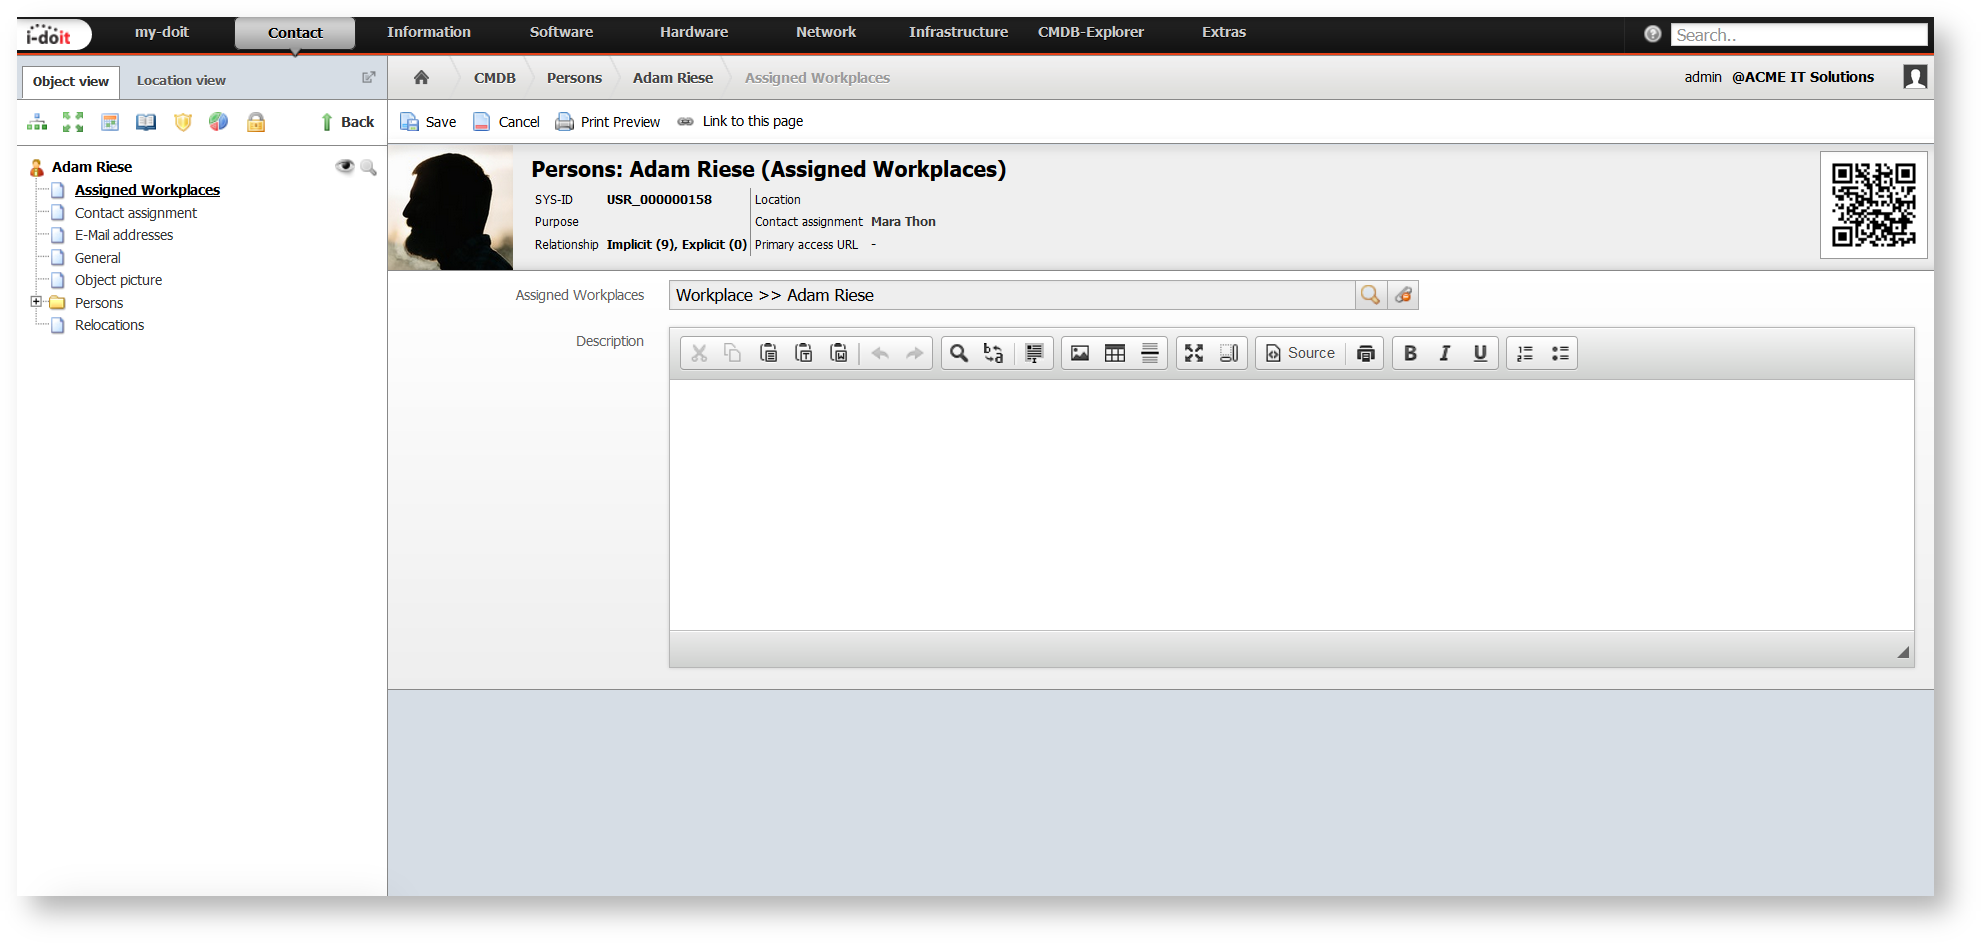 i-doit my-doit Contact Information Software Hardware Network Infrastructure CMDB-Explorer Extras Search..
Object view Location view
CMDB Persons Adam Riese Assigned Workplaces admin @ACME IT Solutions
Back
Save Cancel Print Preview Link to this page
Adam Riese
Assigned Workplaces
Contact assignment
E-Mail addresses
General
Object picture
Persons
Relocations
Persons: Adam Riese (Assigned Workplaces)
SYS-ID USR_000000158 Location
Purpose Contact assignment Mara Thon
Relationship Implicit (9), Explicit (0) Primary access URL -
Assigned Workplaces Workplace >> Adam Riese
Description
Source B I U